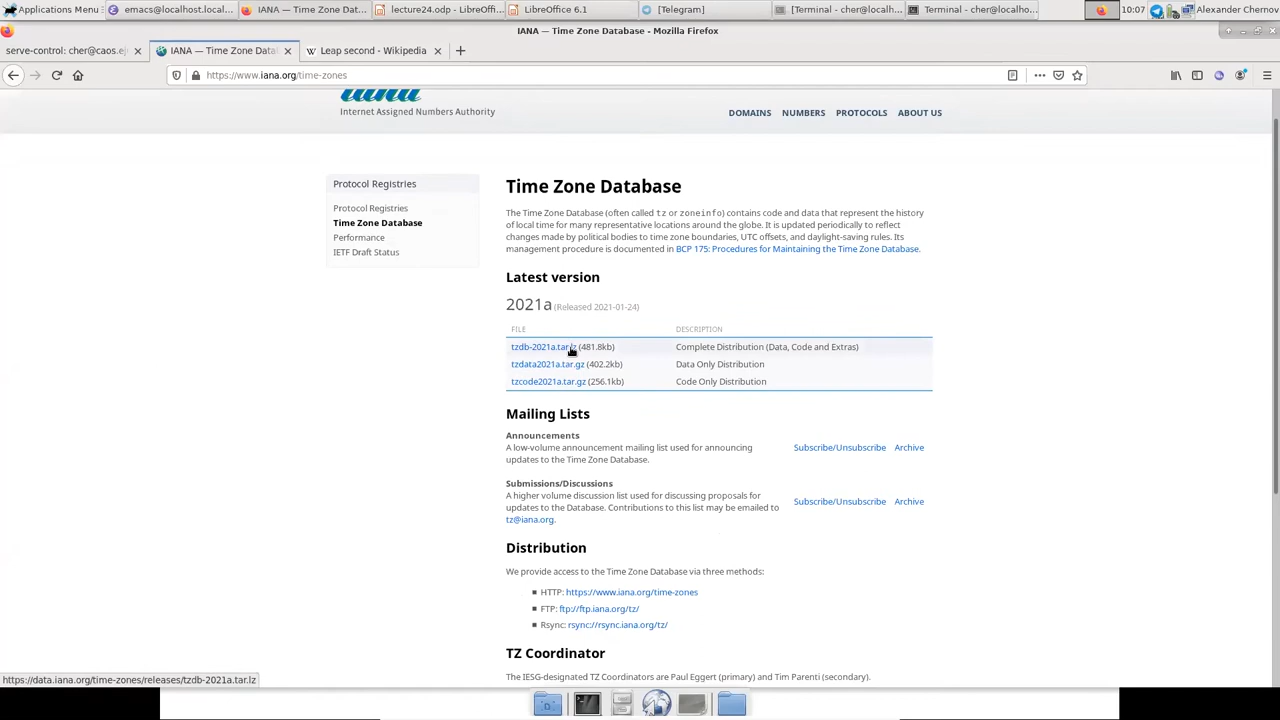 Applications Menu
emacs@localhost.local...
IANA — Time Zone Dat...
lecture24.odp - LibreOffi...
LibreOffice 6.1
[Telegram]
[Terminal - cher@localh...
Terminal - cher@localho...
10:07
Alexander Chernov
IANA — Time Zone Database - Mozilla Firefox
serve-control: cher@caos.ej
IANA — Time Zone Data
Leap second - Wikipedia
https://www.iana.org/time-zones
Internet Assigned Numbers Authority
DOMAINS NUMBERS PROTOCOLS ABOUT US
Protocol Registries
Protocol Registries
Time Zone Database
Performance
IETF Draft Status
Time Zone Database
The Time Zone Database (often called tz or zoneinfo) contains code and data that represent the history
of local time for many representative locations around the globe. It is updated periodically to reflect
changes made by political bodies to time zone boundaries, UTC offsets, and daylight-saving rules. Its
management procedure is documented in BCP 175: Procedures for Maintaining the Time Zone Database.
Latest version
2021a (Released 2021-01-24)
FILE DESCRIPTION
tzdb-2021a.tar.lz (481.8kb) Complete Distribution (Data, Code and Extras)
tzdata2021a.tar.gz (402.2kb) Data Only Distribution
tzcode2021a.tar.gz (256.1kb) Code Only Distribution
Mailing Lists
Announcements
A low-volume announcement mailing list used for announcing
updates to the Time Zone Database.
Subscribe/Unsubscribe Archive
Submissions/Discussions
A higher volume discussion list used for discussing proposals for
updates to the Database. Contributions to this list may be emailed to
tz@iana.org.
Subscribe/Unsubscribe Archive
Distribution
We provide access to the Time Zone Database via three methods:
HTTP: https://www.iana.org/time-zones
FTP: ftp://ftp.iana.org/tz/
Rsync: rsync://rsync.iana.org/tz/
TZ Coordinator
The IESG-designated TZ Coordinators are Paul Eggert (primary) and Tim Parenti (secondary).
https://data.iana.org/time-zones/releases/tzdb-2021a.tar.lz